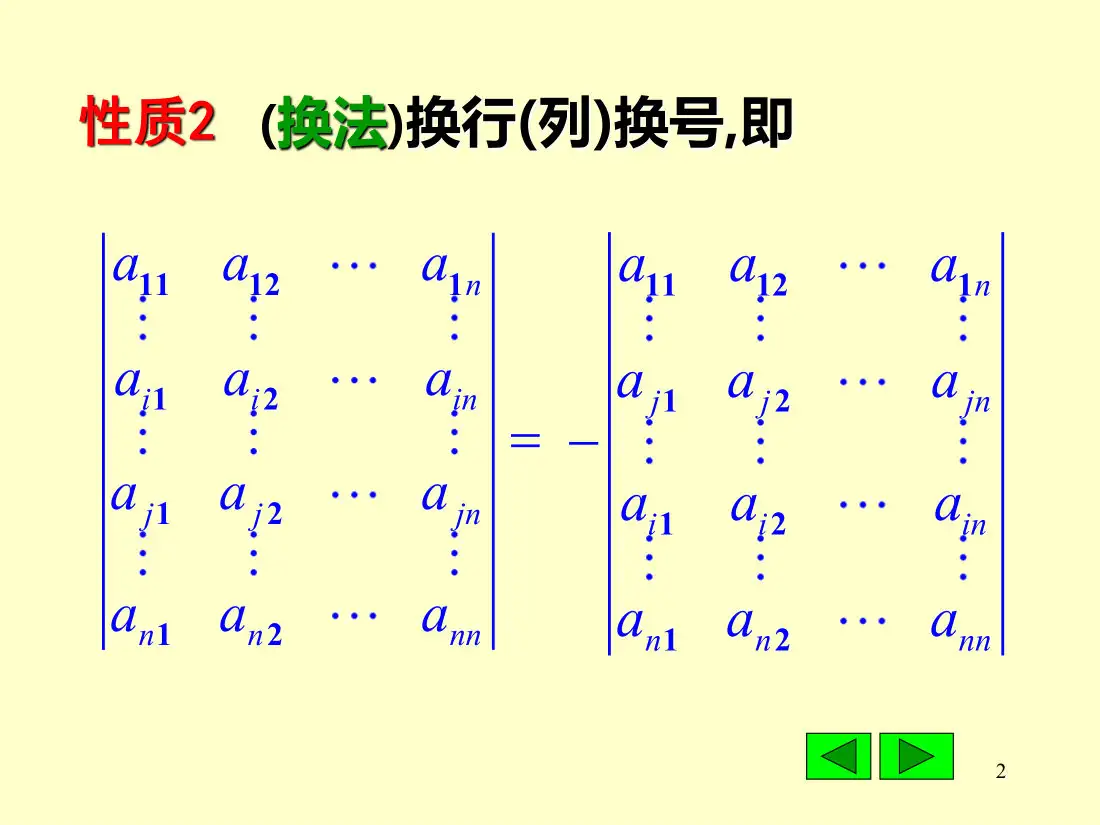 性质2 (换法)换行(列)换号,即
a11 a12 ⋯ a1n a11 a12 ⋯ a1n
⋮ ⋮ ⋮ ⋮ ⋮ ⋮
ai1 ai2 ⋯ ain aj1 aj2 ⋯ ajn
⋮ ⋮ ⋮ = − ⋮ ⋮ ⋮
aj1 aj2 ⋯ ajn ai1 ai2 ⋯ ain
⋮ ⋮ ⋮ ⋮ ⋮ ⋮
an1 an2 ⋯ ann an1 an2 ⋯ ann
2